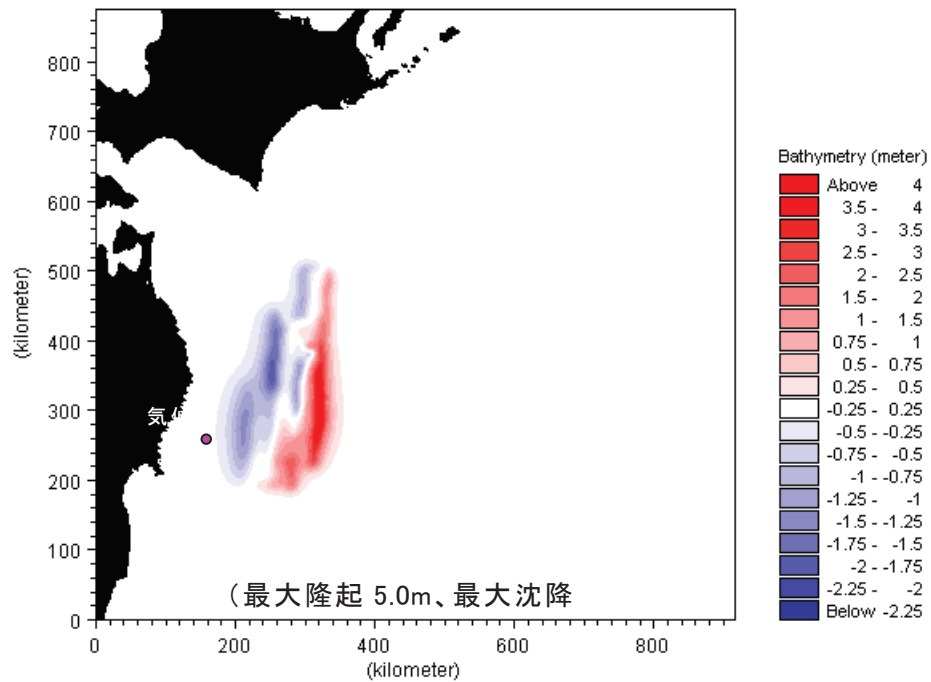 800
700
600
500
400
300
200
100
0
(kilometer)
気
(最大隆起 5.0m、最大沈降
0 200 400 600 800
(kilometer)
Bathymetry (meter)
Above 4
3.5 - 4
3 - 3.5
2.5 - 3
2 - 2.5
1.5 - 2
1 - 1.5
0.75 - 1
0.5 - 0.75
0.25 - 0.5
-0.25 - 0.25
-0.5 - -0.25
-0.75 - -0.5
-1 - -0.75
-1.25 - -1
-1.5 - -1.25
-1.75 - -1.5
-2 - -1.75
-2.25 - -2
Below -2.25